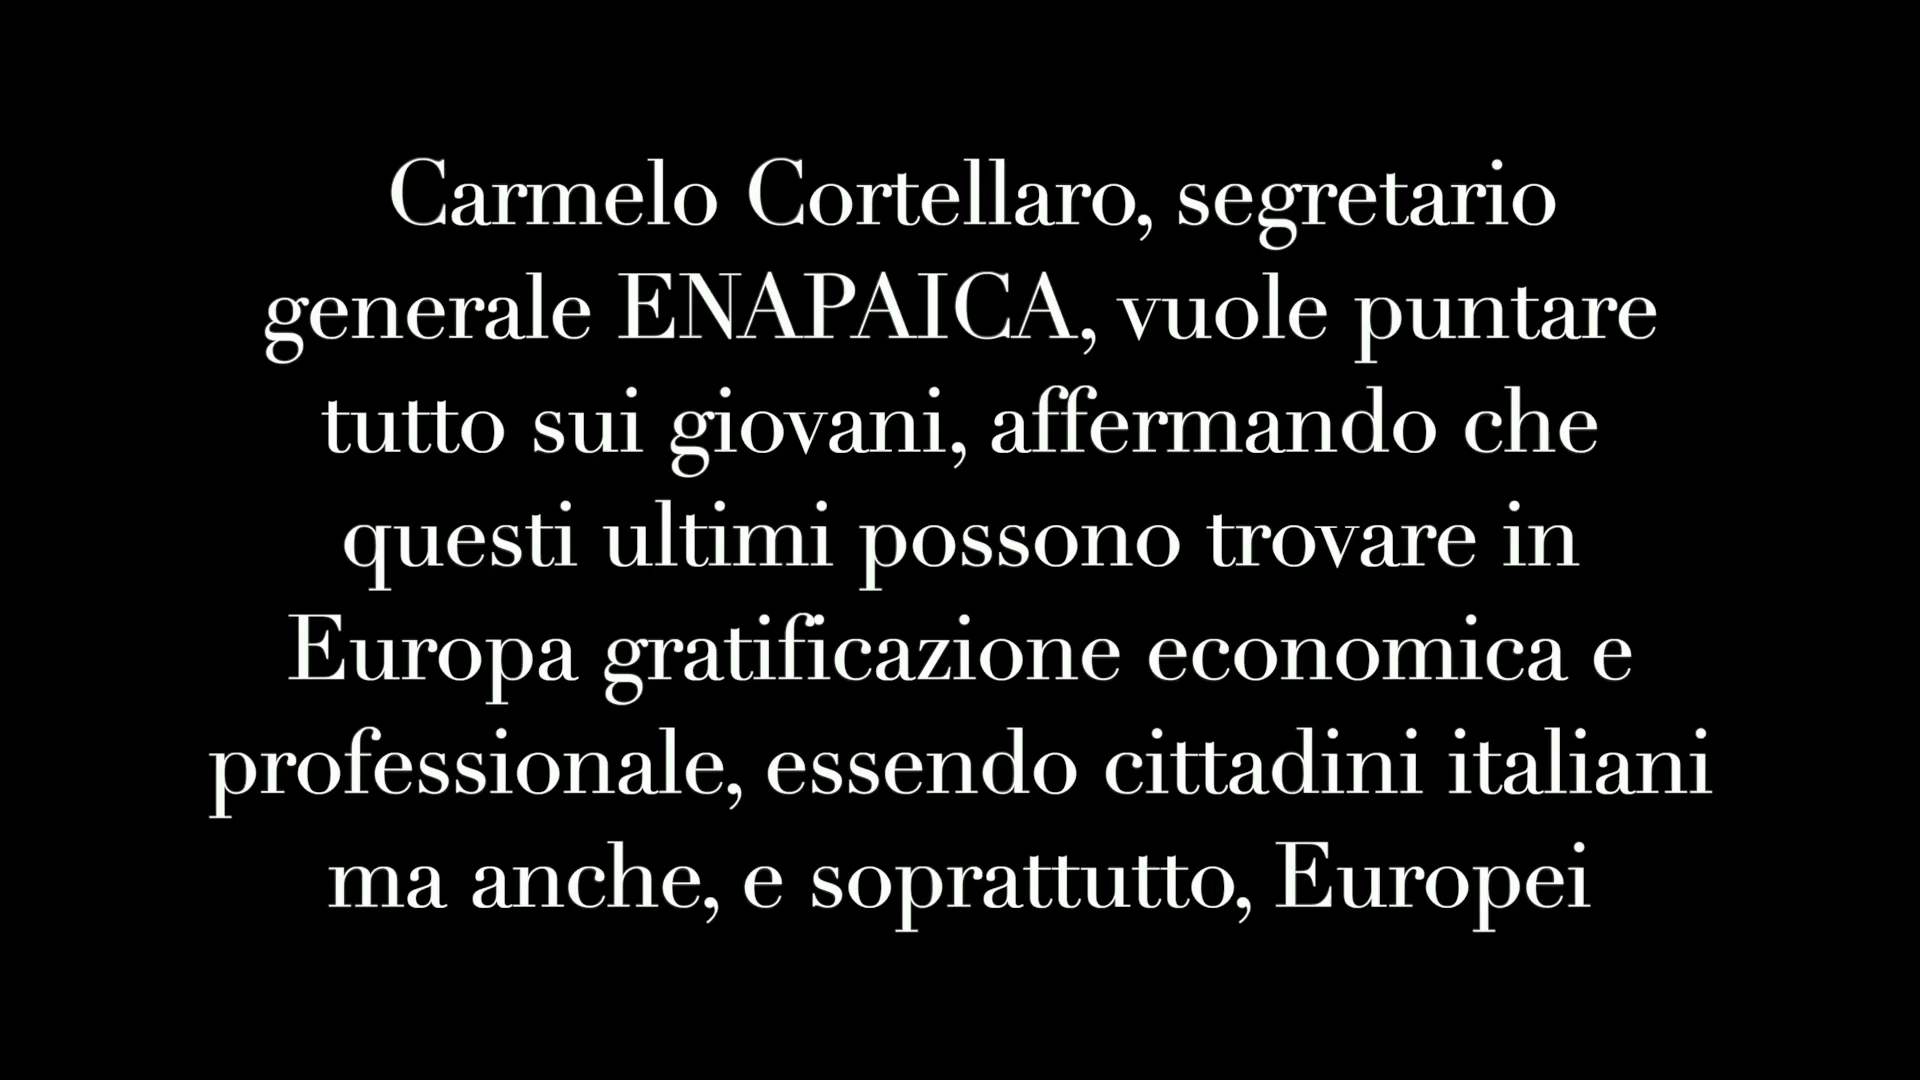 Carmelo Cortellaro, segretario
generale ENAPAICA, vuole puntare
tutto sui giovani, affermando che
questi ultimi possono trovare in
Europa gratificazione economica e
professionale, essendo cittadini italiani
ma anche, e soprattutto, Europei